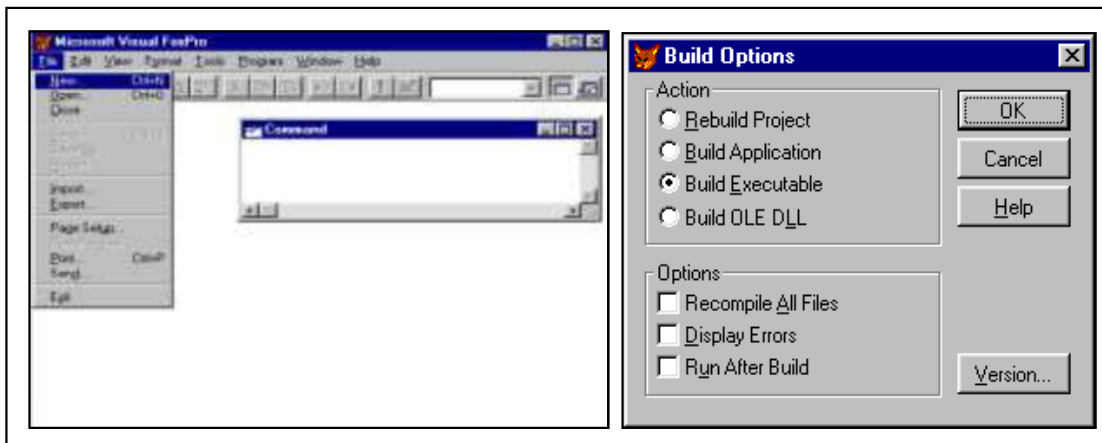 Microsoft Visual FoxPro
File Edit View Format Tools Program Window Help
New... Ctrl+N
Open... Ctrl+O
Close
Import...
Export...
Page Setup...
Print... Ctrl+P
Send...
Exit
Command
Build Options
Action
Rebuild Project
Build Application
Build Executable
Build OLE DLL
OK
Cancel
Help
Options
Recompile All Files
Display Errors
Run After Build
Version...